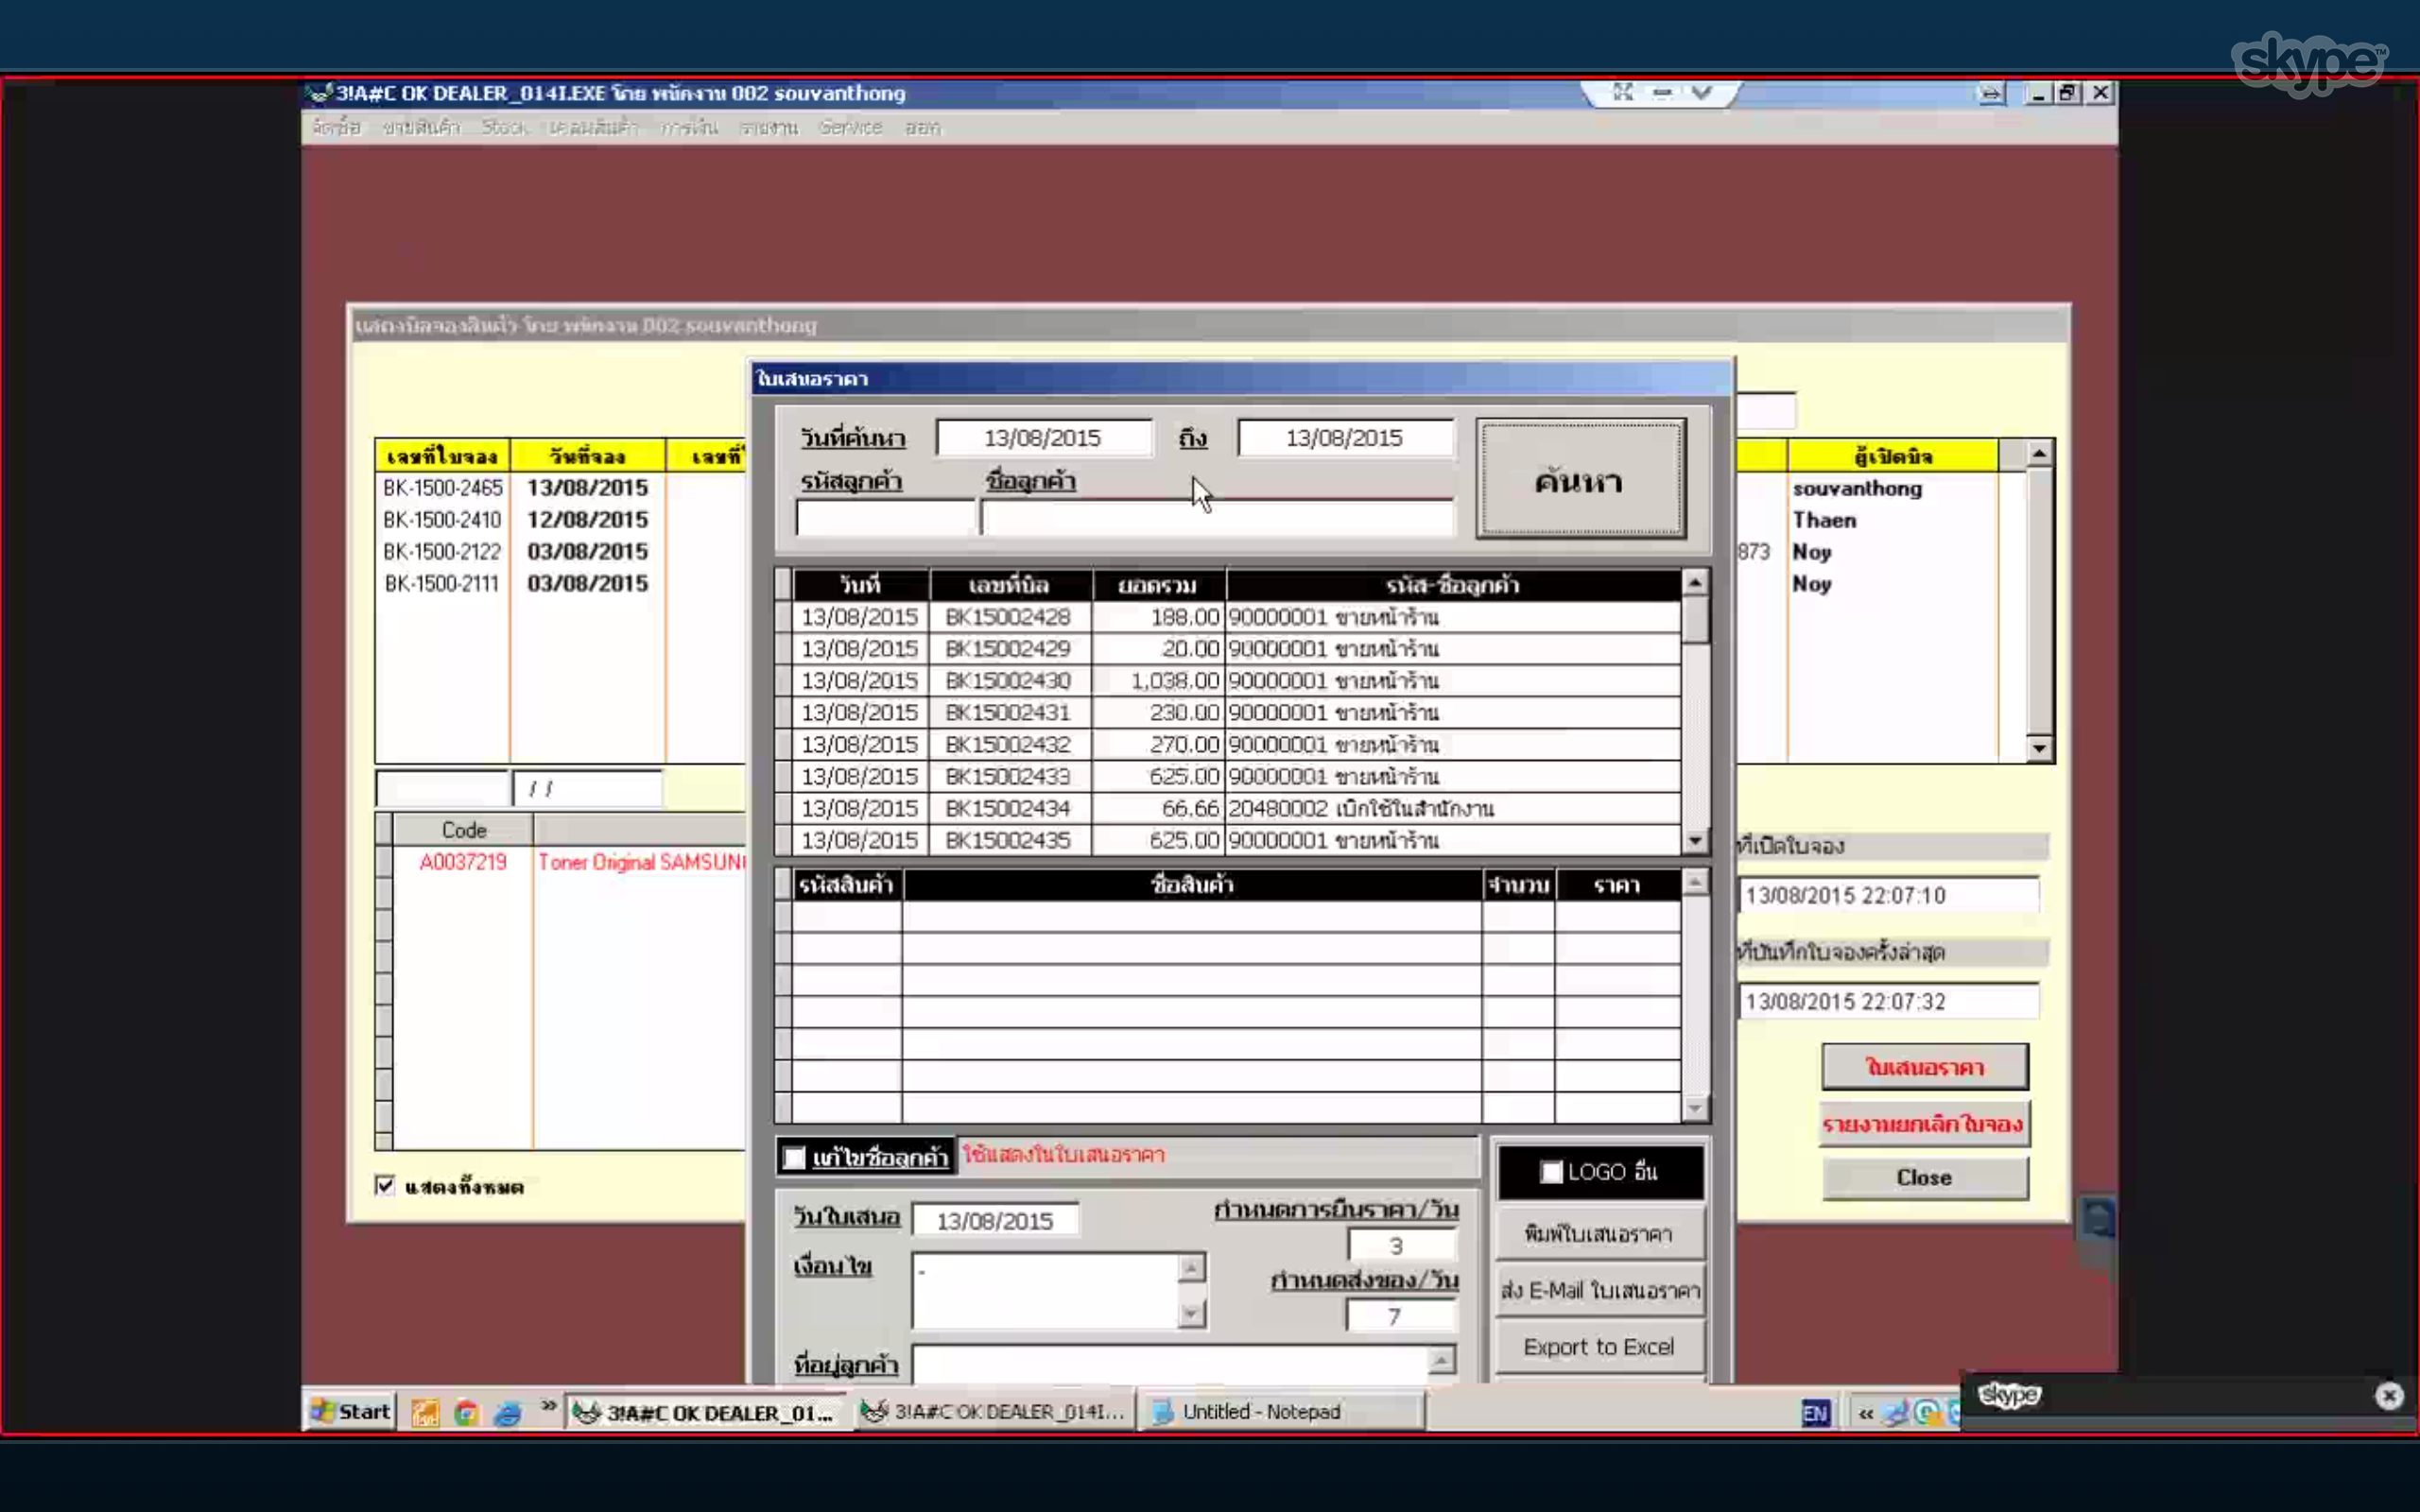 skype™
3!A#C OK DEALER_014I.EXE โดย พนักงาน 002 souvanthong
จัดซื้อ ขายสินค้า Stock เคลมสินค้า การเงิน รายงาน Service ออก
แสดงบิลจองสินค้า โดย พนักงาน 002 souvanthong
ใบเสนอราคา
วันที่ค้นหา 13/08/2015 ถึง 13/08/2015
รหัสลูกค้า ชื่อลูกค้า
ค้นหา
เลขที่ใบจอง วันที่จอง เลขที่ ผู้เปิดบิล
BK-1500-2465 13/08/2015 souvanthong
BK-1500-2410 12/08/2015 Thaen
BK-1500-2122 03/08/2015 873 Noy
BK-1500-2111 03/08/2015 Noy
วันที่ เลขที่บิล ยอดรวม รหัส-ชื่อลูกค้า
13/08/2015 BK15002428 188.00 90000001 ขายหน้าร้าน
13/08/2015 BK15002429 20.00 90000001 ขายหน้าร้าน
13/08/2015 BK15002430 1,038.00 90000001 ขายหน้าร้าน
13/08/2015 BK15002431 230.00 90000001 ขายหน้าร้าน
13/08/2015 BK15002432 270.00 90000001 ขายหน้าร้าน
13/08/2015 BK15002433 625.00 90000001 ขายหน้าร้าน
13/08/2015 BK15002434 66.66 20480002 เบิกใช้ในสำนักงาน
13/08/2015 BK15002435 625.00 90000001 ขายหน้าร้าน
/ /
Code
A0037219 Toner Original SAMSUN
รหัสสินค้า ชื่อสินค้า จำนวน ราคา
ที่เปิดใบจอง
13/08/2015 22:07:10
ที่บันทึกใบจองครั้งล่าสุด
13/08/2015 22:07:32
ใบเสนอราคา
รายงานยกเลิกใบจอง
Close
แสดงทั้งหมด
แก้ไขชื่อลูกค้า ใช้แสดงในใบเสนอราคา
LOGO อื่น
วันใบเสนอ 13/08/2015 กำหนดการยืนราคา/วัน
3
เงื่อนไข - กำหนดส่งของ/วัน
7
ที่อยู่ลูกค้า
พิมพ์ใบเสนอราคา
ส่ง E-Mail ใบเสนอราคา
Export to Excel
Start » 3!A#C OK DEALER_01... 3!A#C OK DEALER_014I... Untitled - Notepad EN «
skype